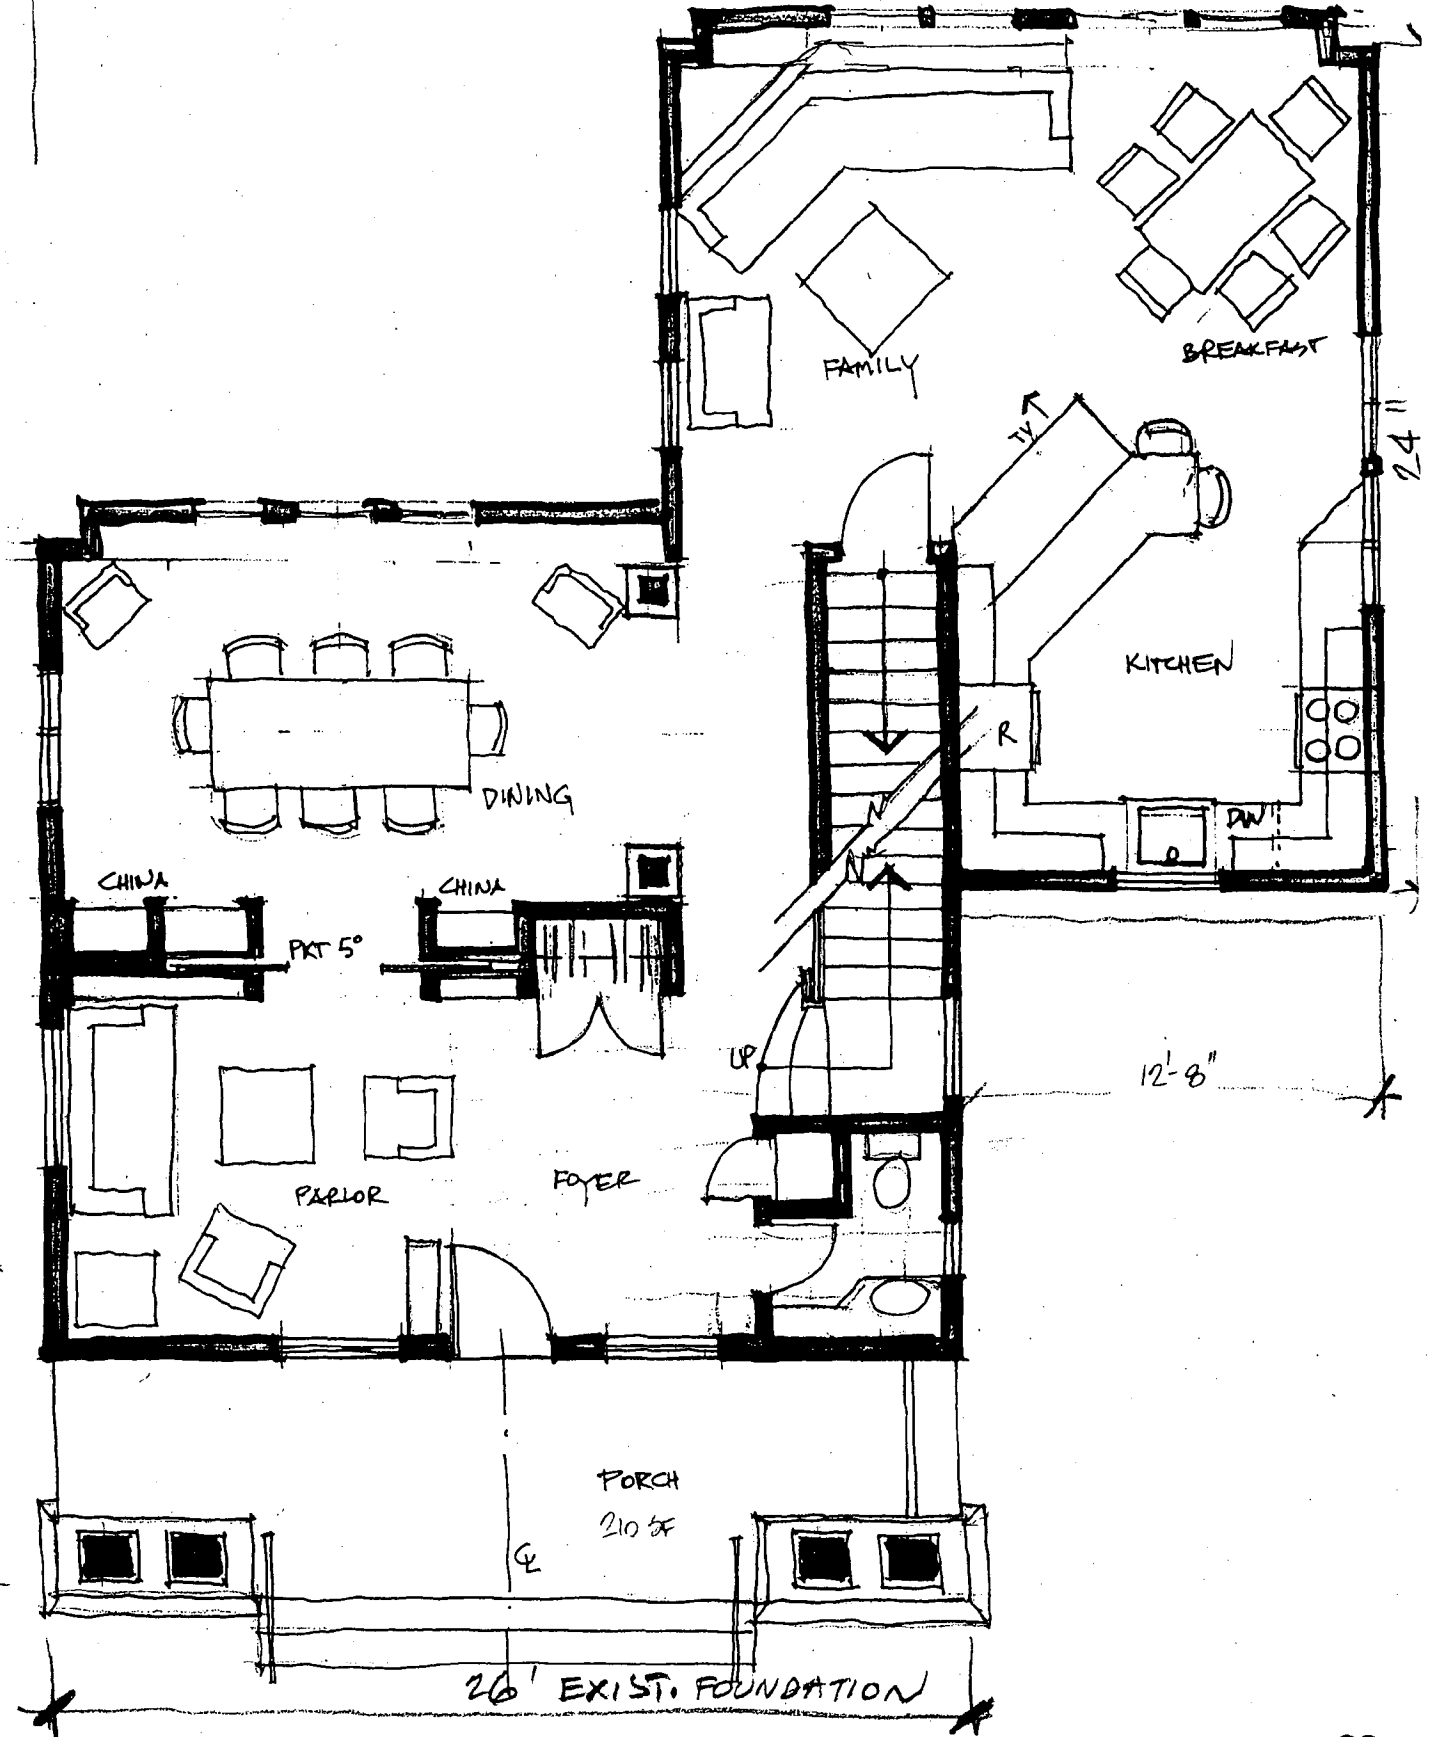 FAMILY
BREAKFAST
TV
24"
KITCHEN
R
DINING
DW
CHINA
CHINA
PKT 5°
UP
12'-8"
FOYER
PARLOR
PORCH
210 SF
CL
26' EXIST. FOUNDATION